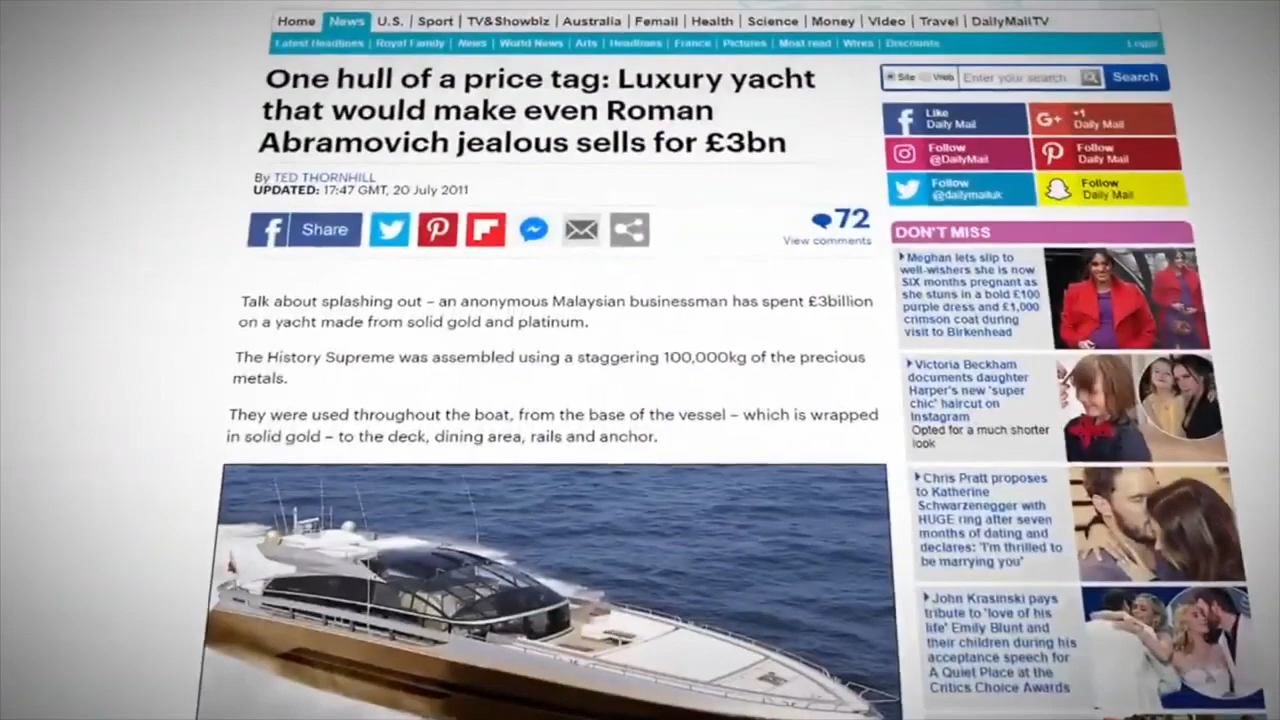 Home News U.S. Sport TV&Showbiz Australia Femail Health Science Money Video Travel DailyMailTV
Latest Headlines Royal Family News World News Arts Headlines France Pictures Most read Wires Discounts Login
One hull of a price tag: Luxury yacht
that would make even Roman
Abramovich jealous sells for £3bn
By TED THORNHILL
UPDATED: 17:47 GMT, 20 July 2011
Share
72
View comments
Talk about splashing out – an anonymous Malaysian businessman has spent £3billion
on a yacht made from solid gold and platinum.
The History Supreme was assembled using a staggering 100,000kg of the precious
metals.
They were used throughout the boat, from the base of the vessel – which is wrapped
in solid gold – to the deck, dining area, rails and anchor.
Site Web Enter your search Search
Like
Daily Mail
G+ +1
Daily Mail
Follow
@DailyMail
Follow
Daily Mail
Follow
@dailymailuk
Follow
Daily Mail
DON'T MISS
Meghan lets slip to
well-wishers she is now
SIX months pregnant as
she stuns in a bold £100
purple dress and £1,000
crimson coat during
visit to Birkenhead
Victoria Beckham
documents daughter
Harper's new 'super
chic' haircut on
Instagram
Opted for a much shorter
look
Chris Pratt proposes
to Katherine
Schwarzenegger with
HUGE ring after seven
months of dating and
declares: 'I'm thrilled to
be marrying you'
John Krasinski pays
tribute to 'love of his
life' Emily Blunt and
their children during his
acceptance speech for
A Quiet Place at the
Critics Choice Awards